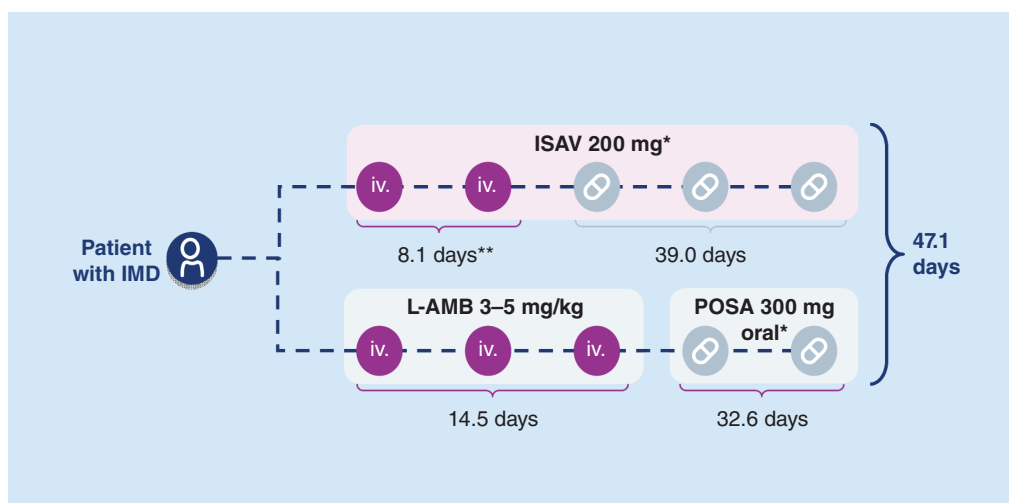 Patient
with IMD
ISAV 200 mg*
iv.
iv.
8.1 days**
39.0 days
L-AMB 3–5 mg/kg
iv.
iv.
iv.
14.5 days
POSA 300 mg
oral*
32.6 days
47.1
days